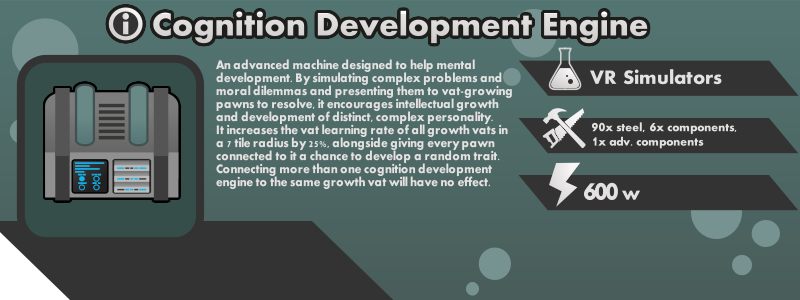 Cognition Development Engine
An advanced machine designed to help mental
development. By simulating complex problems and
moral dilemmas and presenting them to vat-growing
pawns to resolve, it encourages intellectual growth
and development of distinct, complex personality.
It increases the vat learning rate of all growth vats in
a 7 tile radius by 25%, alongside giving every pawn
connected to it a chance to develop a random trait.
Connecting more than one cognition development
engine to the same growth vat will have no effect.
VR Simulators
90x steel, 6x components,
1x adv. components
600 w